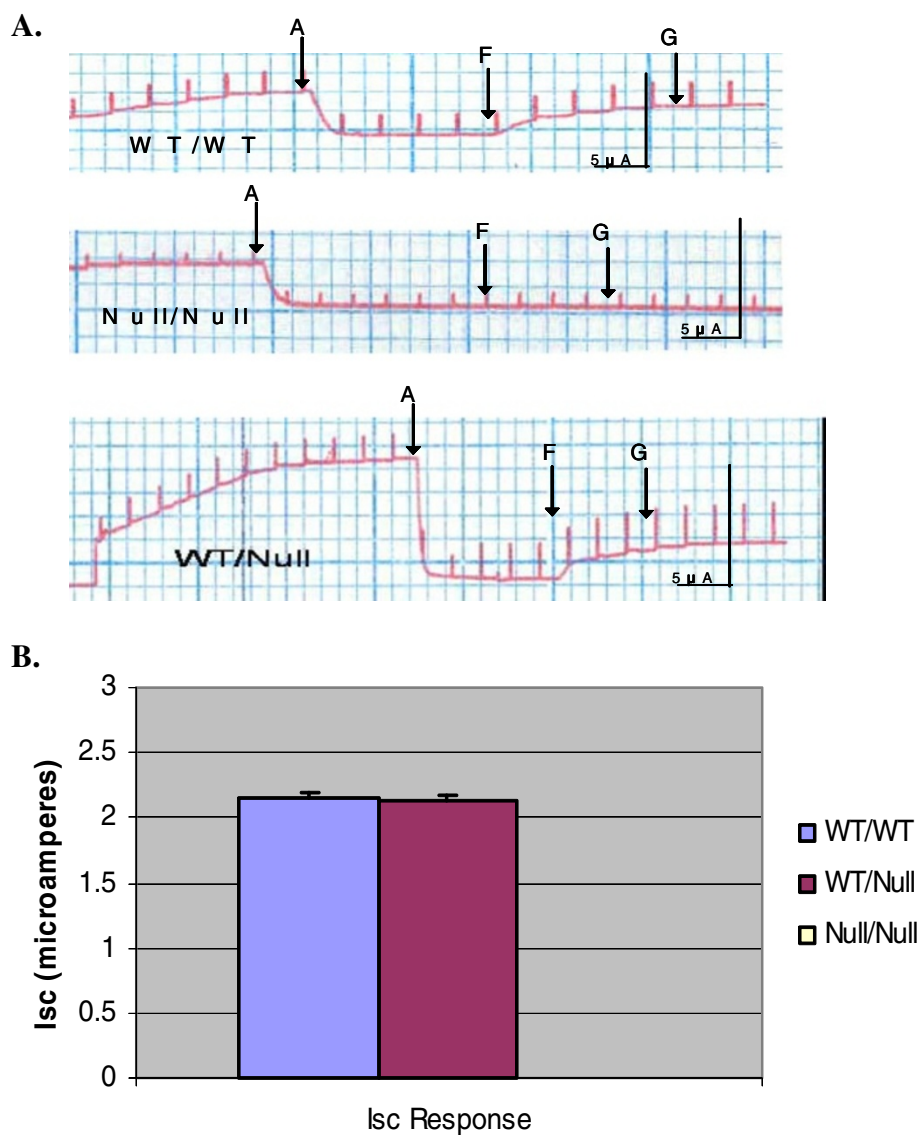 A.
A
F
G
W T / W T
5 µ A
A
F
G
N u ll/N u ll
5 µ A
A
F
G
WT/Null
5 µ A
B.
3
2.5
2
1.5
1
0.5
0
Isc (microamperes)
Isc Response
WT/WT
WT/Null
Null/Null